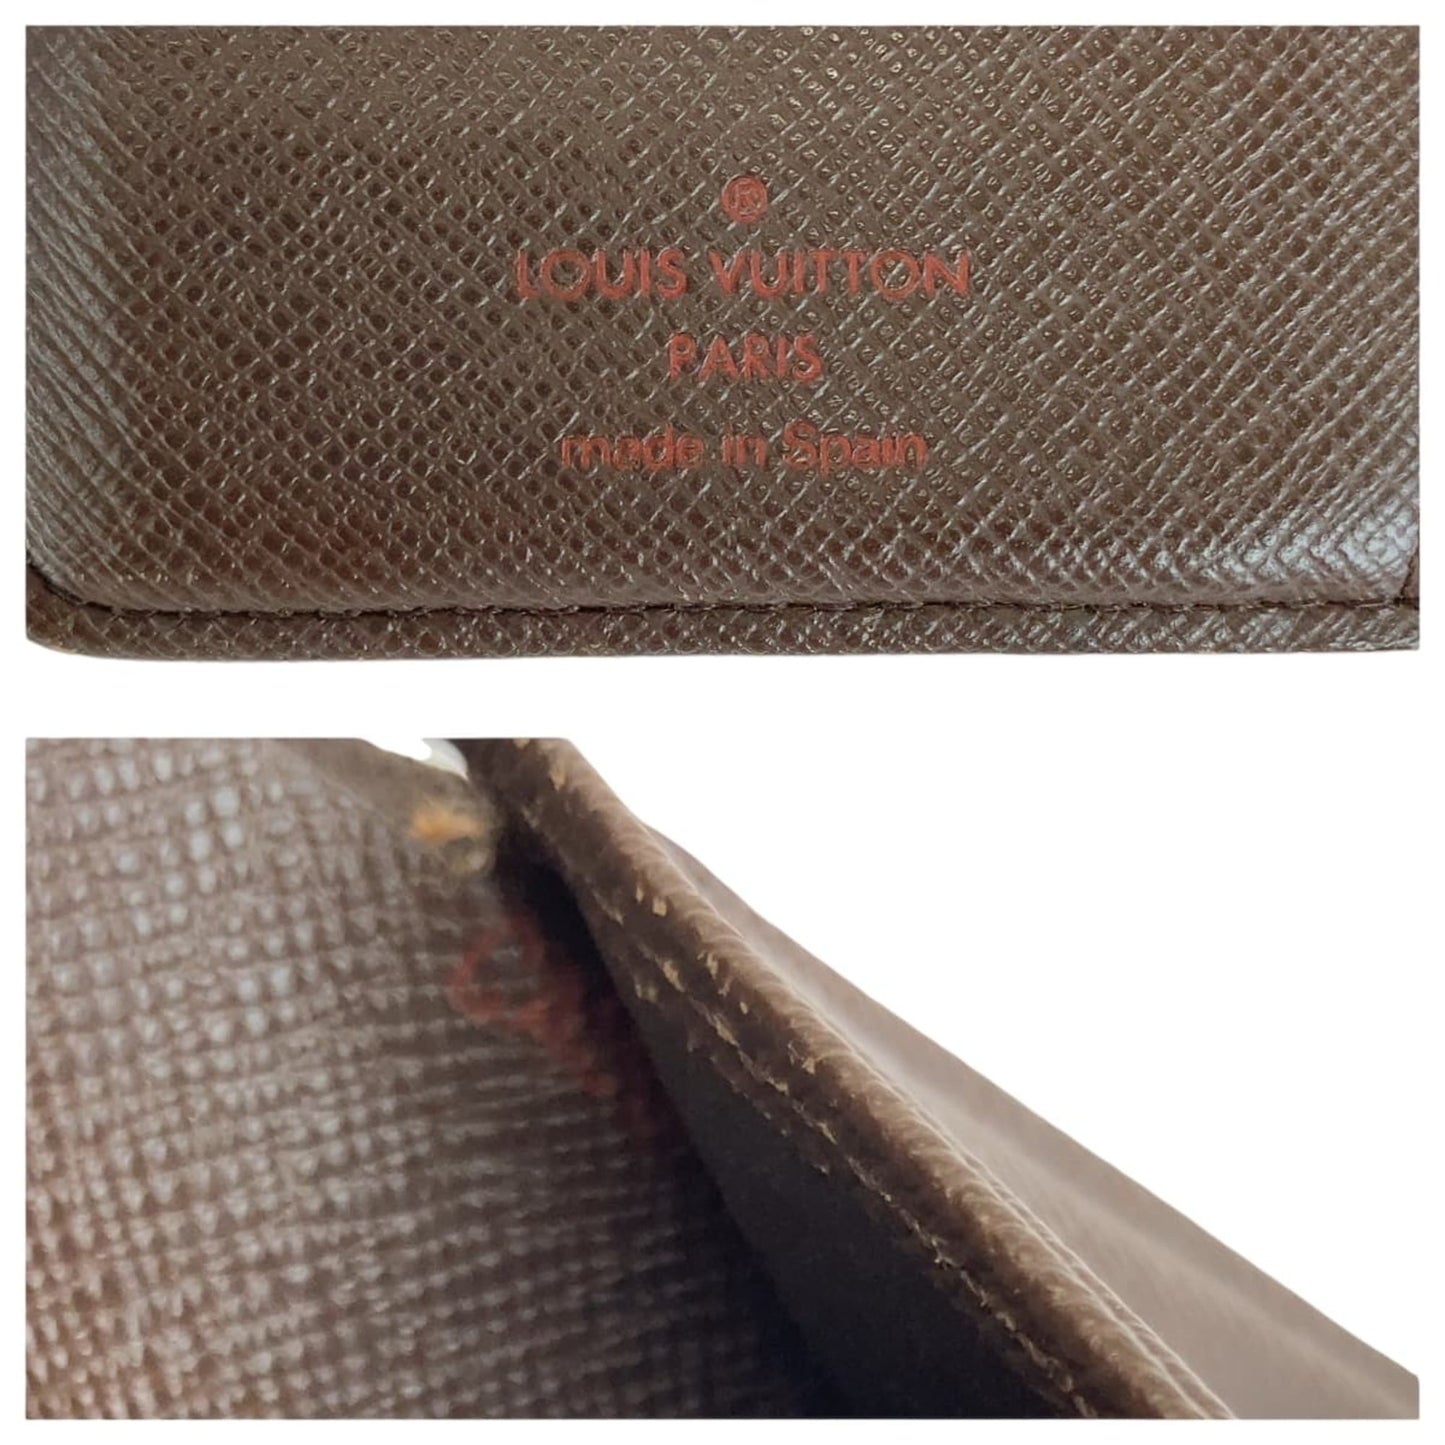 ®
LOUIS VUITTON
PARIS
made in Spain